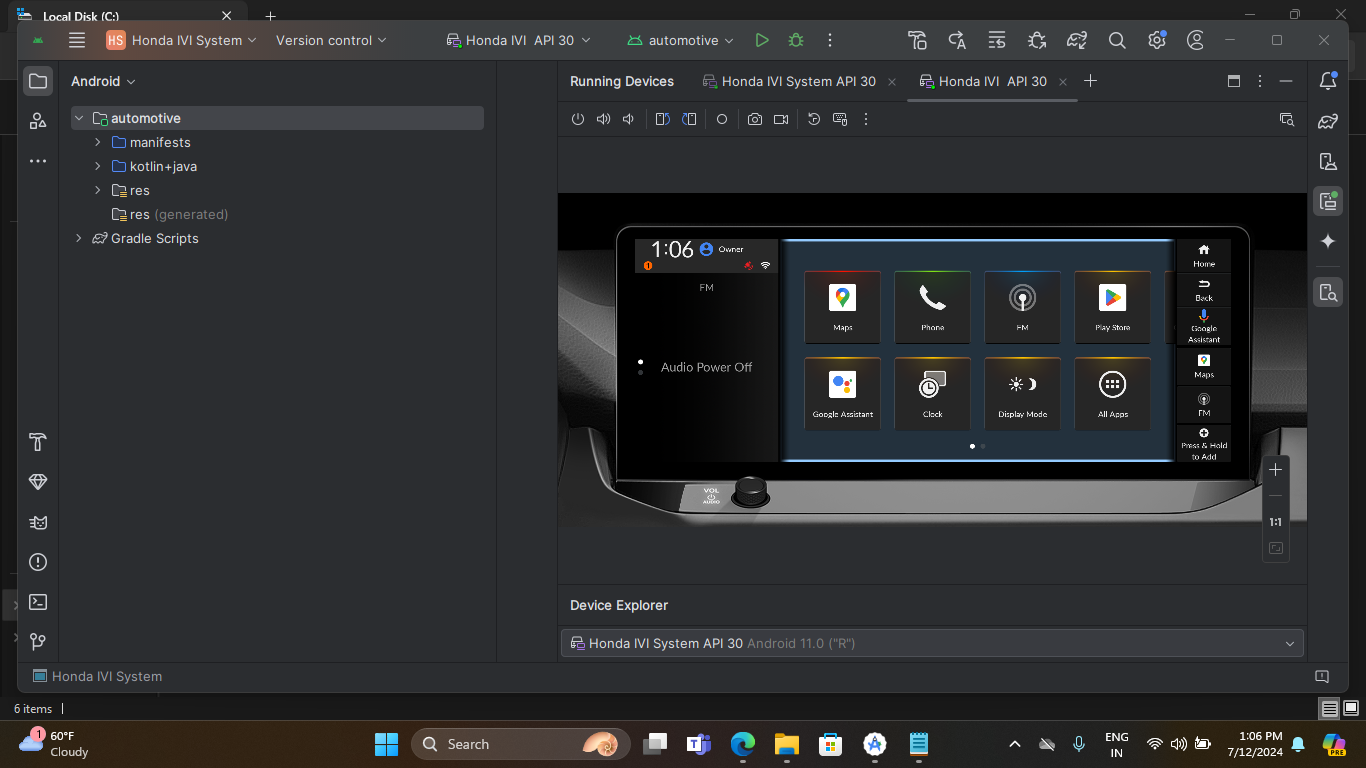 Local Disk (C:)
HS Honda IVI System Version control Honda IVI API 30 automotive
Android
automotive
manifests
kotlin+java
res
res (generated)
Gradle Scripts
Running Devices Honda IVI System API 30 Honda IVI API 30
1:06 Owner
FM
Audio Power Off
Maps Phone FM Play Store
Google Assistant Clock Display Mode All Apps
Home
Back
Google
Assistant
Maps
FM
Press & Hold
to Add
VOL
AUDIO
1:1
Device Explorer
Honda IVI System API 30 Android 11.0 ("R")
Honda IVI System
6 items
1
60°F
Cloudy
Search
ENG
IN
1:06 PM
7/12/2024
PRE